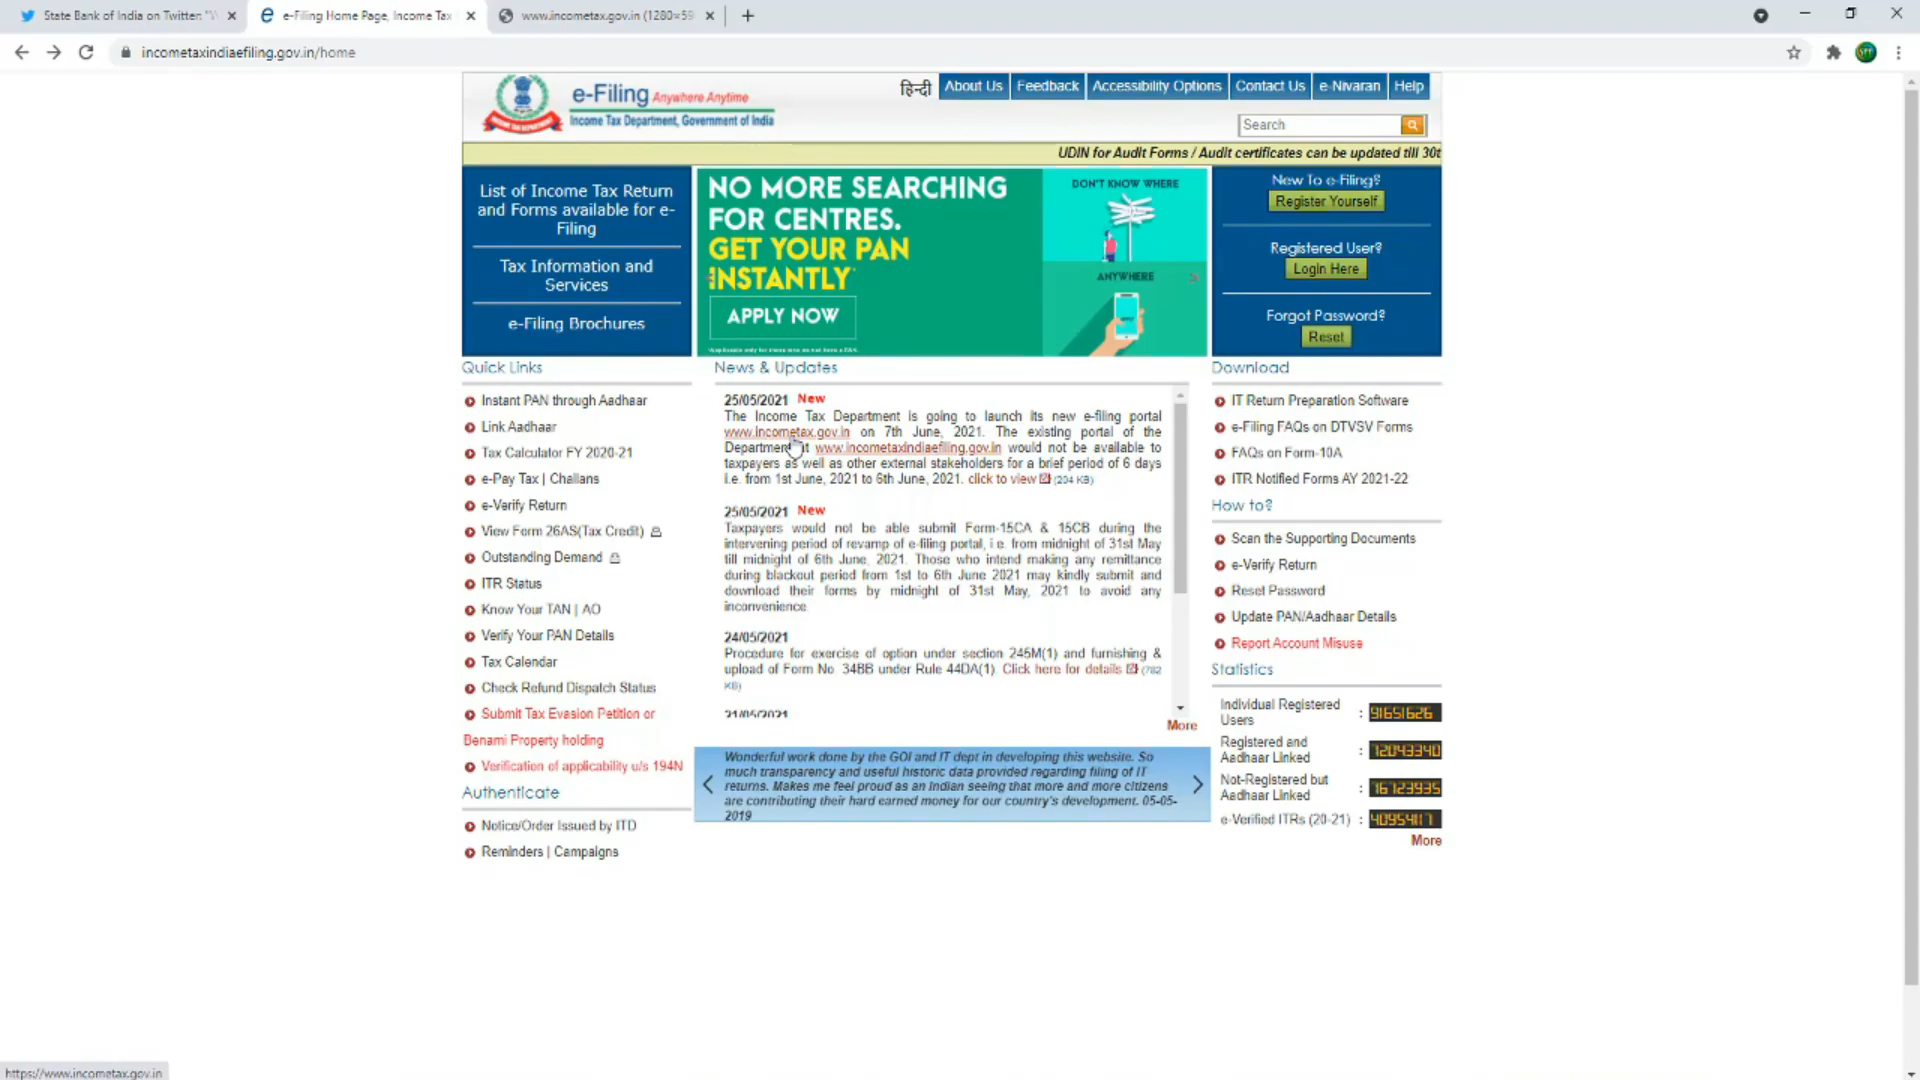 State Bank of India on Twitter: "V
e-Filing Home Page, Income Tax
www.incometax.gov.in (1280×59
incometaxindiaefiling.gov.in/home
e-Filing Anywhere Anytime
Income Tax Department, Government of India
हिन्दी
About Us
Feedback
Accessibility Options
Contact Us
e-Nivaran
Help
Search
UDIN for Audit Forms / Audit certificates can be updated till 30t
List of Income Tax Return
and Forms available for e-
Filing
Tax Information and
Services
e-Filing Brochures
NO MORE SEARCHING
FOR CENTRES.
GET YOUR PAN
INSTANTLY*
APPLY NOW
DON'T KNOW WHERE
ANYWHERE
New To e-Filing?
Register Yourself
Registered User?
Login Here
Forgot Password?
Reset
Quick Links
Instant PAN through Aadhaar
Link Aadhaar
Tax Calculator FY 2020-21
e-Pay Tax | Challans
e-Verify Return
View Form 26AS(Tax Credit)
Outstanding Demand
ITR Status
Know Your TAN | AO
Verify Your PAN Details
Tax Calendar
Check Refund Dispatch Status
Submit Tax Evasion Petition or
Benami Property holding
Verification of applicability u/s 194N
Authenticate
Notice/Order Issued by ITD
Reminders | Campaigns
News & Updates
25/05/2021 New
The Income Tax Department is going to launch its new e-filing portal
www.incometax.gov.in on 7th June, 2021. The existing portal of the
Department at www.incometaxindiaefiling.gov.in would not be available to
taxpayers as well as other external stakeholders for a brief period of 6 days
i.e. from 1st June, 2021 to 6th June, 2021. click to view (204 KB)
25/05/2021 New
Taxpayers would not be able submit Form-15CA & 15CB during the
intervening period of revamp of e-filing portal, i.e. from midnight of 31st May
till midnight of 6th June, 2021. Those who intend making any remittance
during blackout period from 1st to 6th June 2021 may kindly submit and
download their forms by midnight of 31st May, 2021 to avoid any
inconvenience
24/05/2021
Procedure for exercise of option under section 245M(1) and furnishing &
upload of Form No. 34BB under Rule 44DA(1). Click here for details (782
KB)
21/05/2021
More
Wonderful work done by the GOI and IT dept in developing this website. So
much transparency and useful historic data provided regarding filing of IT
returns. Makes me feel proud as an Indian seeing that more and more citizens
are contributing their hard earned money for our country's development. 05-05-
2019
Download
IT Return Preparation Software
e-Filing FAQs on DTVSV Forms
FAQs on Form-10A
ITR Notified Forms AY 2021-22
How to?
Scan the Supporting Documents
e-Verify Return
Reset Password
Update PAN/Aadhaar Details
Report Account Misuse
Statistics
Individual Registered
Users : 91651626
Registered and
Aadhaar Linked : 72043340
Not-Registered but
Aadhaar Linked : 16723935
e-Verified ITRs (20-21) : 40954117
More
https://www.incometax.gov.in